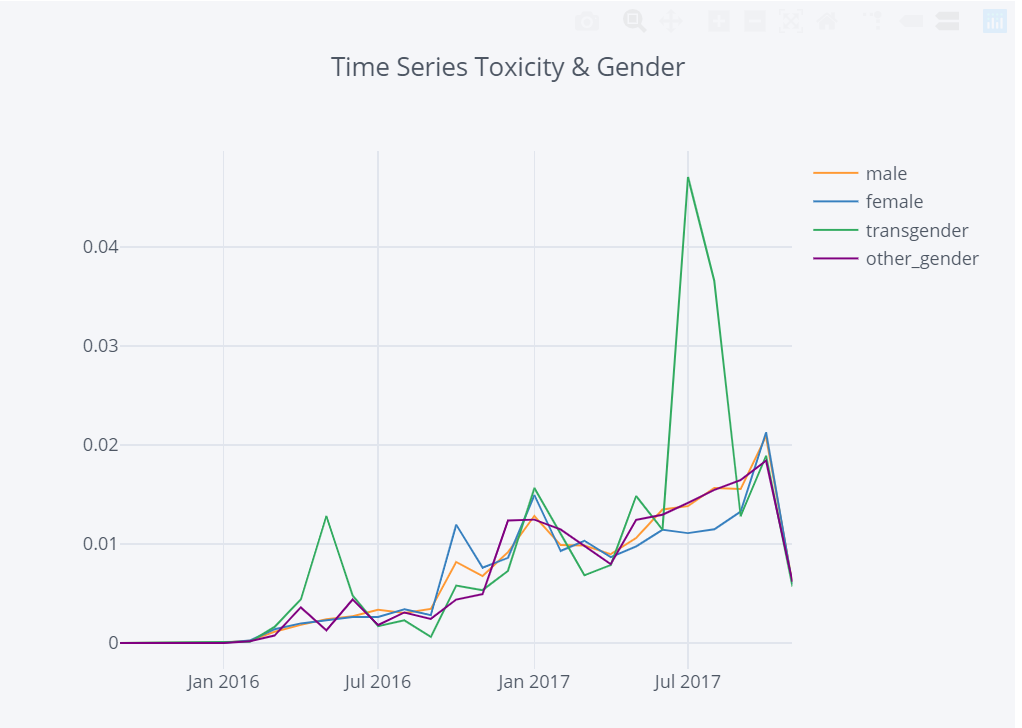 Time Series Toxicity & Gender
male
female
transgender
other_gender
0.04
0.03
0.02
0.01
0
Jan 2016
Jul 2016
Jan 2017
Jul 2017